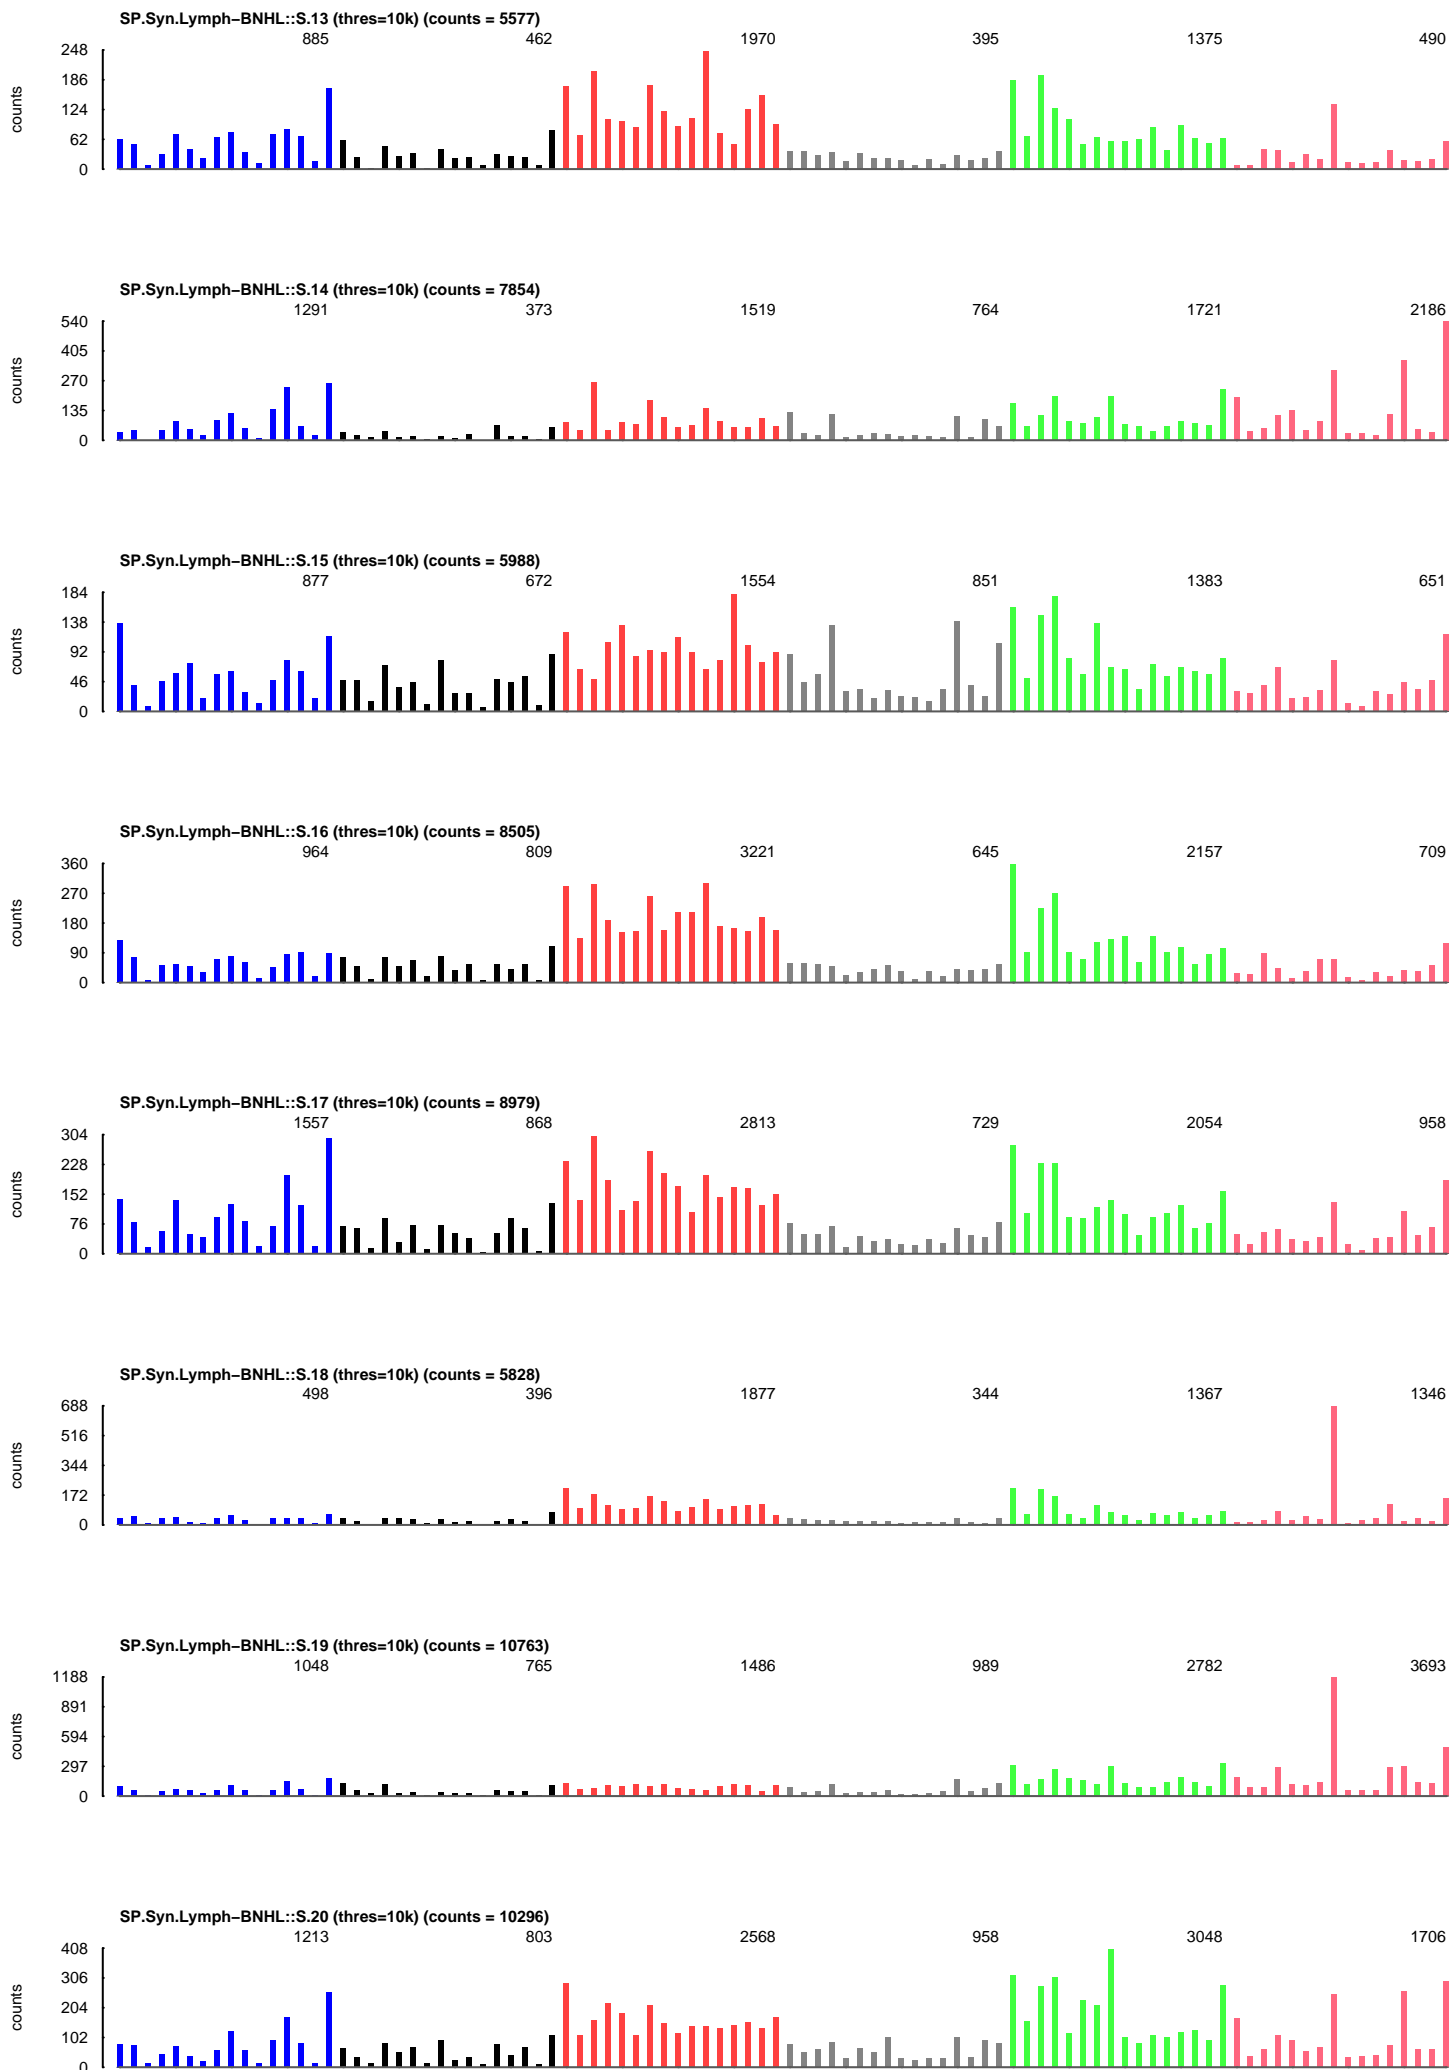 SP.Syn.Lymph−BNHL::S.13 (thres=10k) (counts = 5577)
885 462 1970 395 1375 490
248
186
124
62
0
counts
SP.Syn.Lymph−BNHL::S.14 (thres=10k) (counts = 7854)
1291 373 1519 764 1721 2186
540
405
270
135
0
counts
SP.Syn.Lymph−BNHL::S.15 (thres=10k) (counts = 5988)
877 672 1554 851 1383 651
184
138
92
46
0
counts
SP.Syn.Lymph−BNHL::S.16 (thres=10k) (counts = 8505)
964 809 3221 645 2157 709
360
270
180
90
0
counts
SP.Syn.Lymph−BNHL::S.17 (thres=10k) (counts = 8979)
1557 868 2813 729 2054 958
304
228
152
76
0
counts
SP.Syn.Lymph−BNHL::S.18 (thres=10k) (counts = 5828)
498 396 1877 344 1367 1346
688
516
344
172
0
counts
SP.Syn.Lymph−BNHL::S.19 (thres=10k) (counts = 10763)
1048 765 1486 989 2782 3693
1188
891
594
297
0
counts
SP.Syn.Lymph−BNHL::S.20 (thres=10k) (counts = 10296)
1213 803 2568 958 3048 1706
408
306
204
102
0
counts